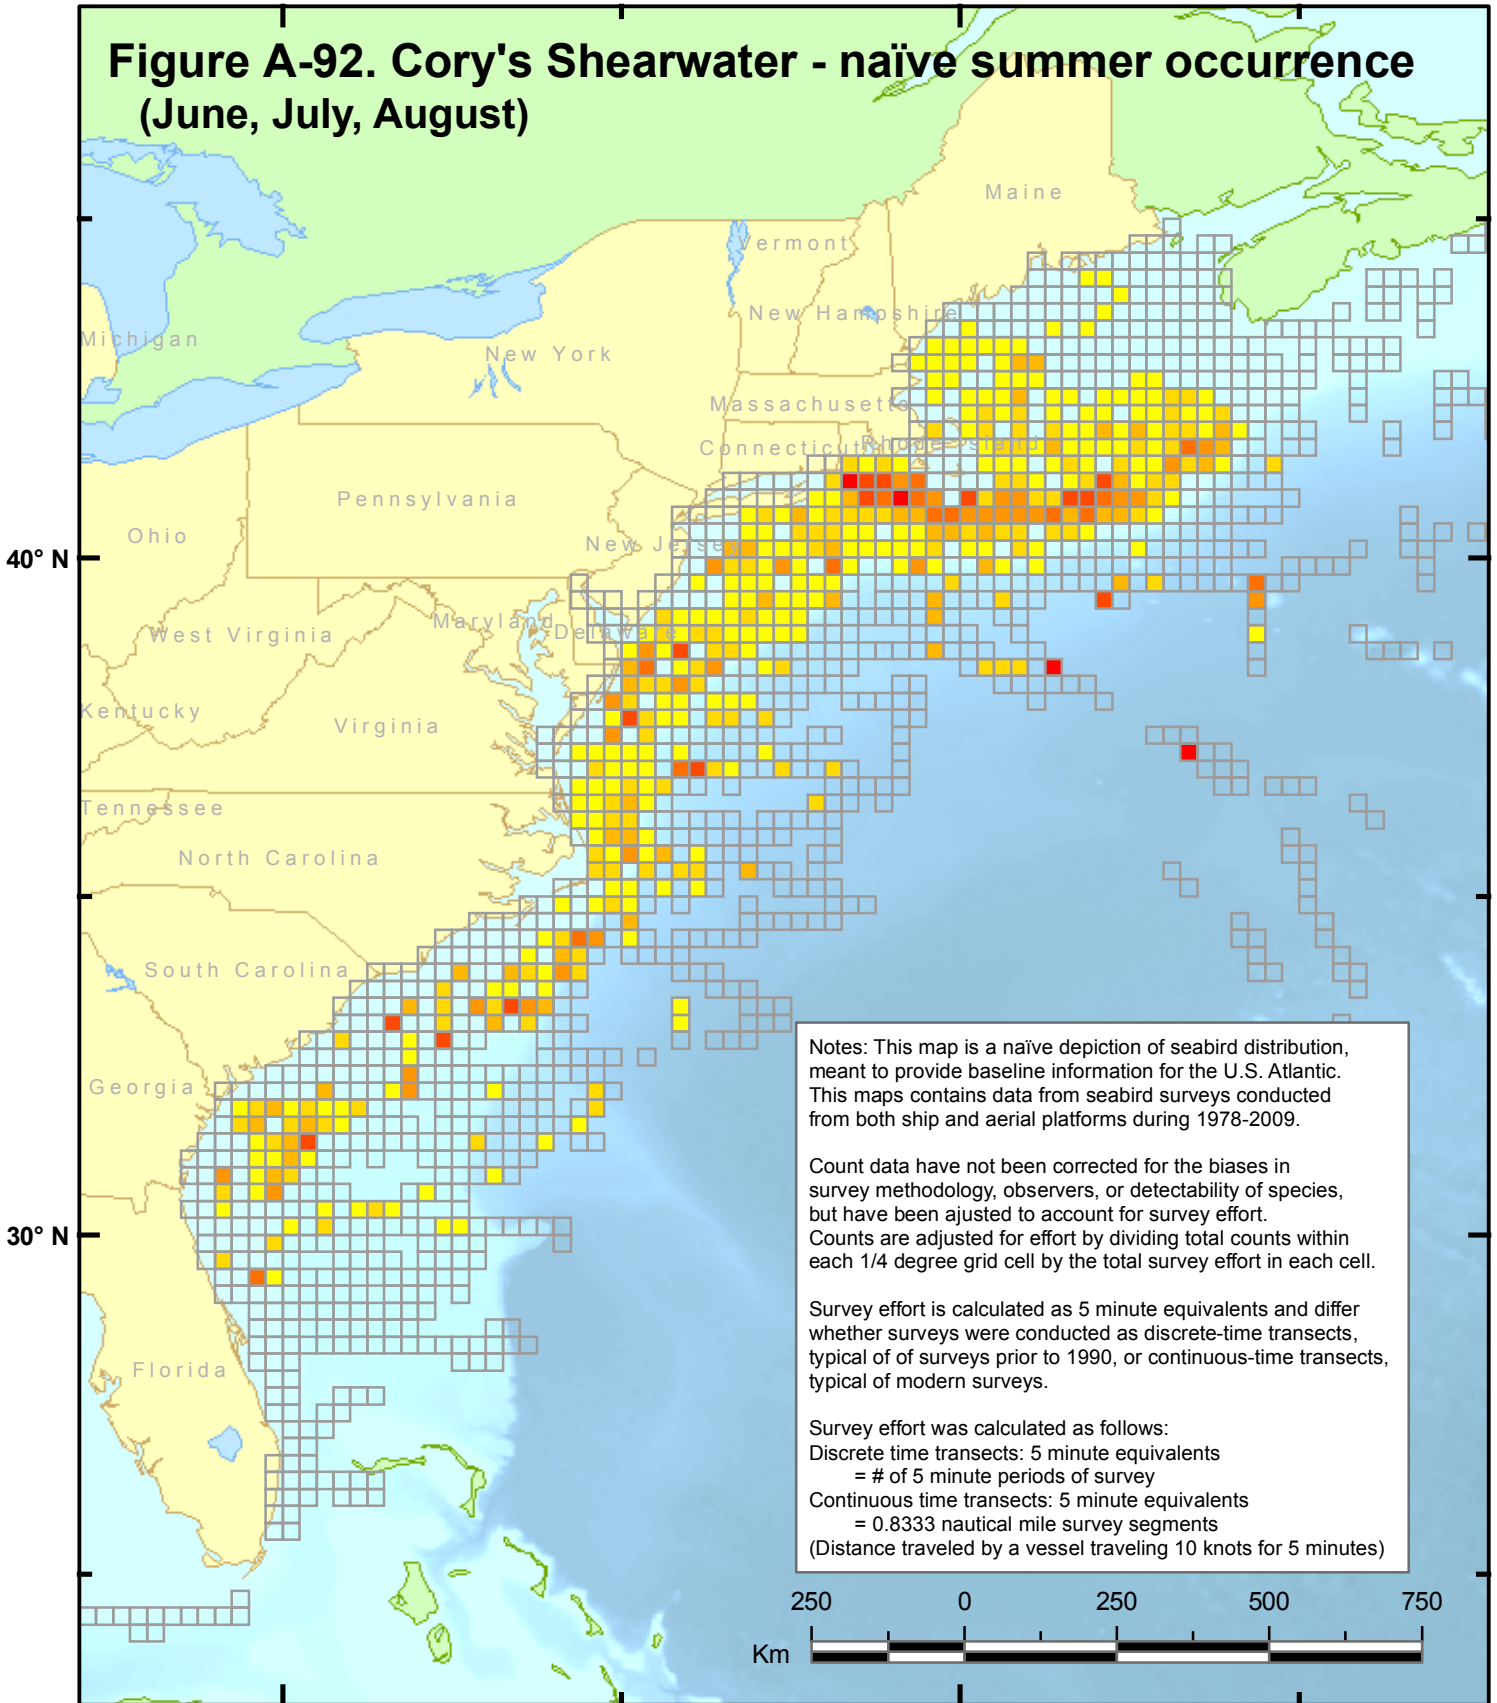 Figure A-92. Cory's Shearwater - naïve summer occurrence
(June, July, August)
Maine
Vermont
New Hampshire
Michigan
New York
Massachusetts
Connecticut
Rhode Island
Pennsylvania
Ohio
New Jersey
40° N
Maryland
Delaware
West Virginia
Kentucky
Virginia
Tennessee
North Carolina
South Carolina
Georgia
30° N
Florida
Notes: This map is a naïve depiction of seabird distribution,
meant to provide baseline information for the U.S. Atlantic.
This maps contains data from seabird surveys conducted
from both ship and aerial platforms during 1978-2009.
Count data have not been corrected for the biases in
survey methodology, observers, or detectability of species,
but have been ajusted to account for survey effort.
Counts are adjusted for effort by dividing total counts within
each 1/4 degree grid cell by the total survey effort in each cell.
Survey effort is calculated as 5 minute equivalents and differ
whether surveys were conducted as discrete-time transects,
typical of of surveys prior to 1990, or continuous-time transects,
typical of modern surveys.
Survey effort was calculated as follows:
Discrete time transects: 5 minute equivalents
= # of 5 minute periods of survey
Continuous time transects: 5 minute equivalents
= 0.8333 nautical mile survey segments
(Distance traveled by a vessel traveling 10 knots for 5 minutes)
250 0 250 500 750
Km